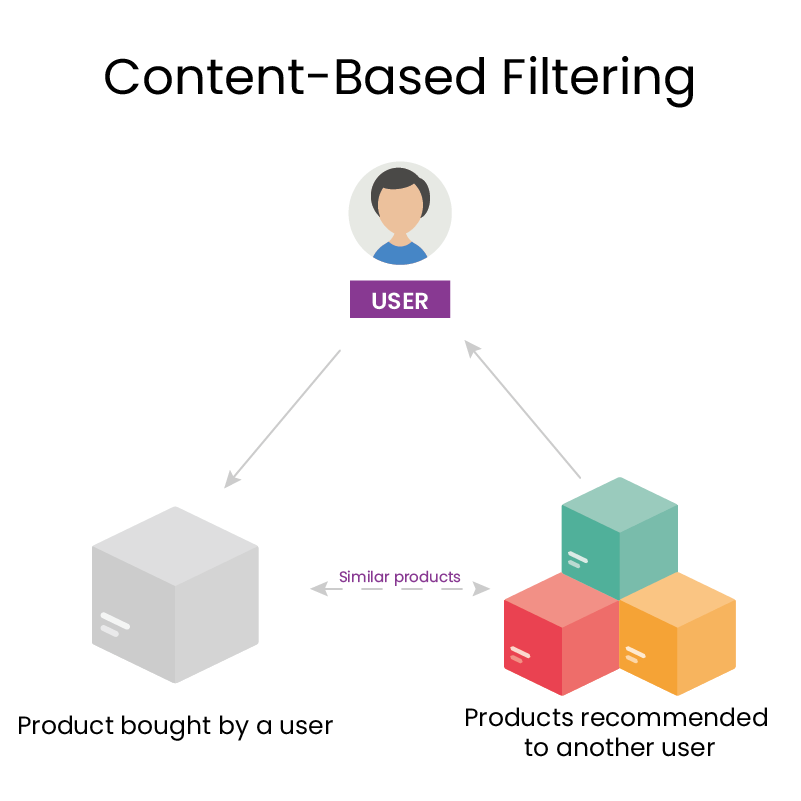 Content-Based Filtering
USER
Similar products
Product bought by a user
Products recommended
to another user